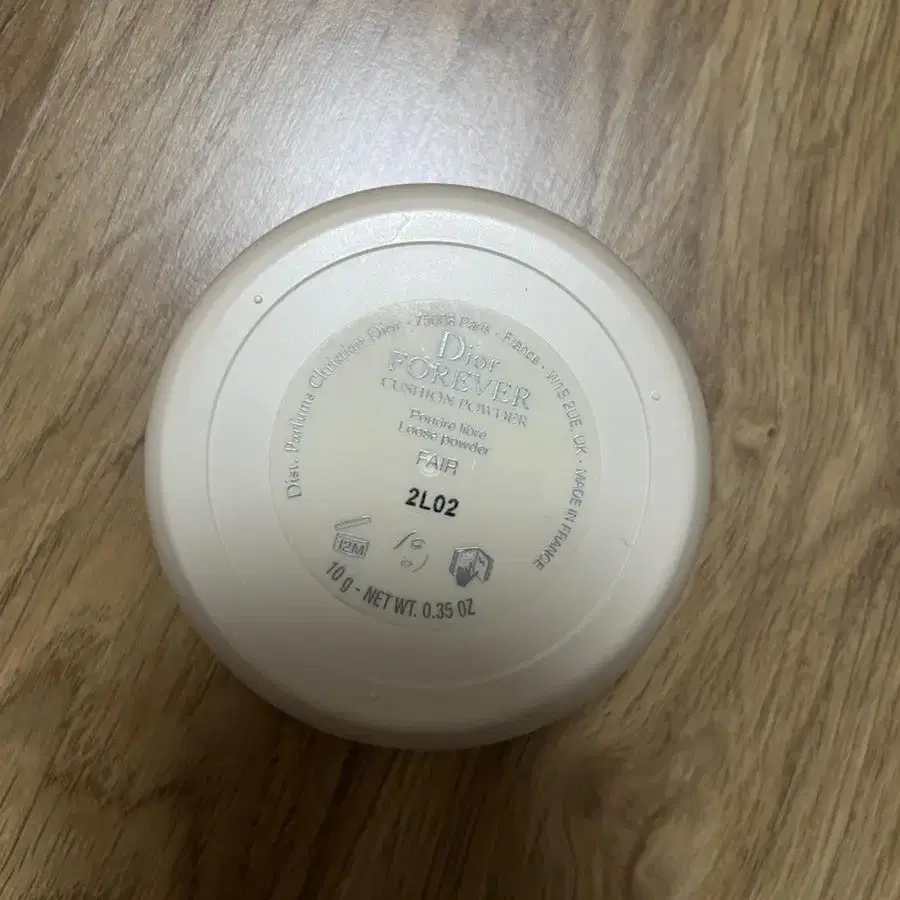 Dist. Parfums Christian Dior - 75008 Paris - France - W1S 2UE, UK - MADE IN FRANCE
Dior
FOREVER
CUSHION POWDER
Poudre libre
Loose powder
FAIR
2L02
12M
10 g - NET WT. 0.35 OZ